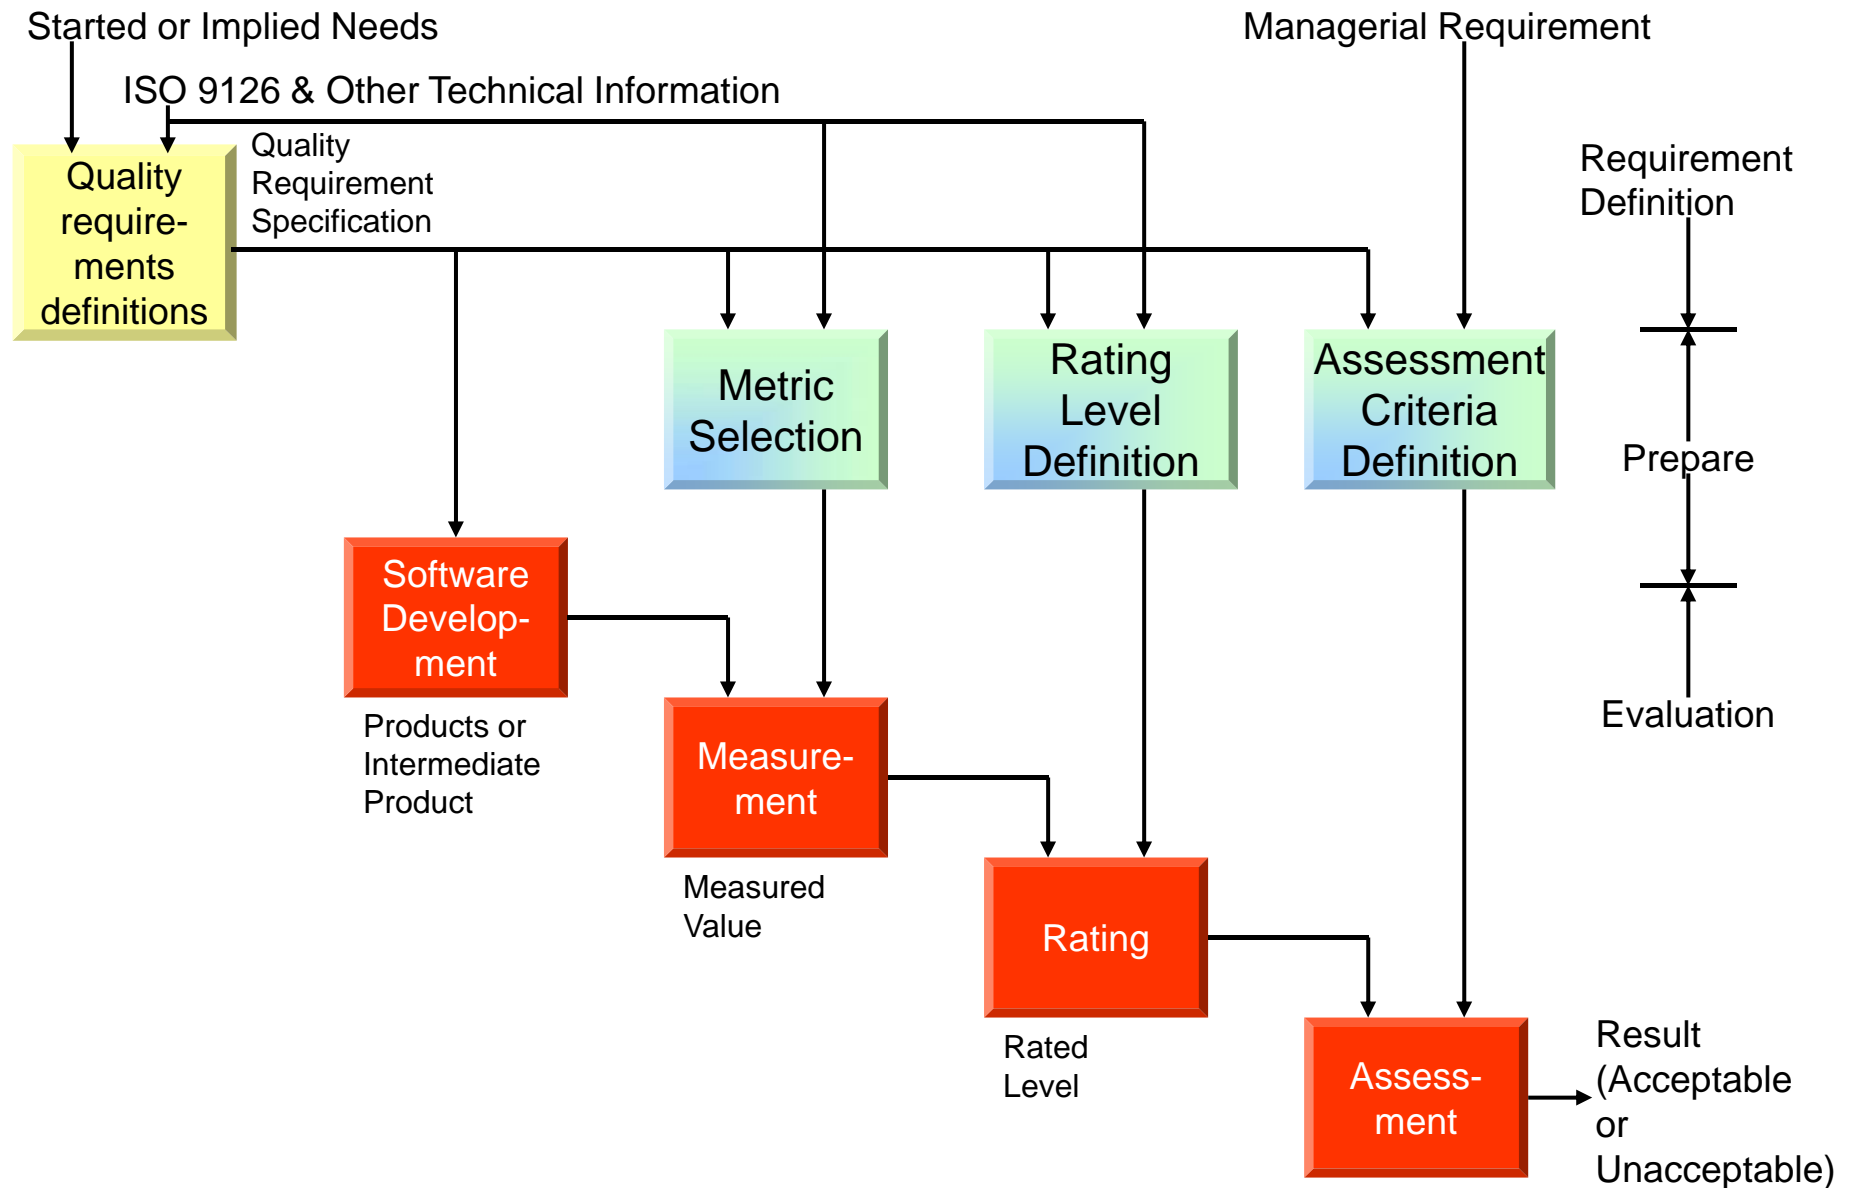 Started or Implied Needs
Managerial Requirement
ISO 9126 & Other Technical Information
Quality
require-
ments
definitions
Quality
Requirement
Specification
Requirement
Definition
Metric
Selection
Rating
Level
Definition
Assessment
Criteria
Definition
Prepare
Software
Develop-
ment
Products or
Intermediate
Product
Measure-
ment
Evaluation
Measured
Value
Rating
Rated
Level
Assess-
ment
Result
(Acceptable
or
Unacceptable)